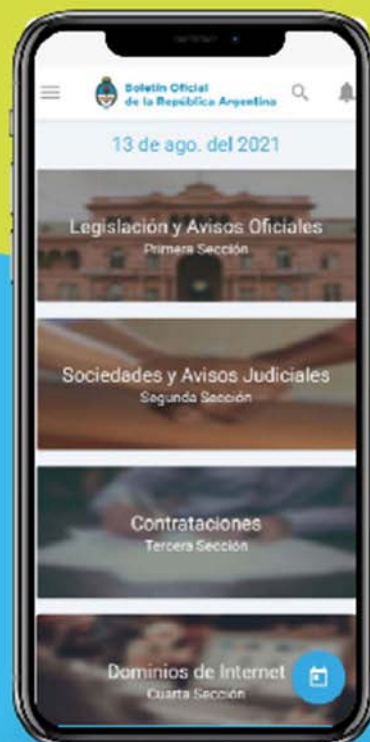 Boletín Oficial
de la República Argentina
13 de ago. del 2021
Legislación y Avisos Oficiales
Primera Sección
Sociedades y Avisos Judiciales
Segunda Sección
Contrataciones
Tercera Sección
Dominios de Internet
Cuarta Sección